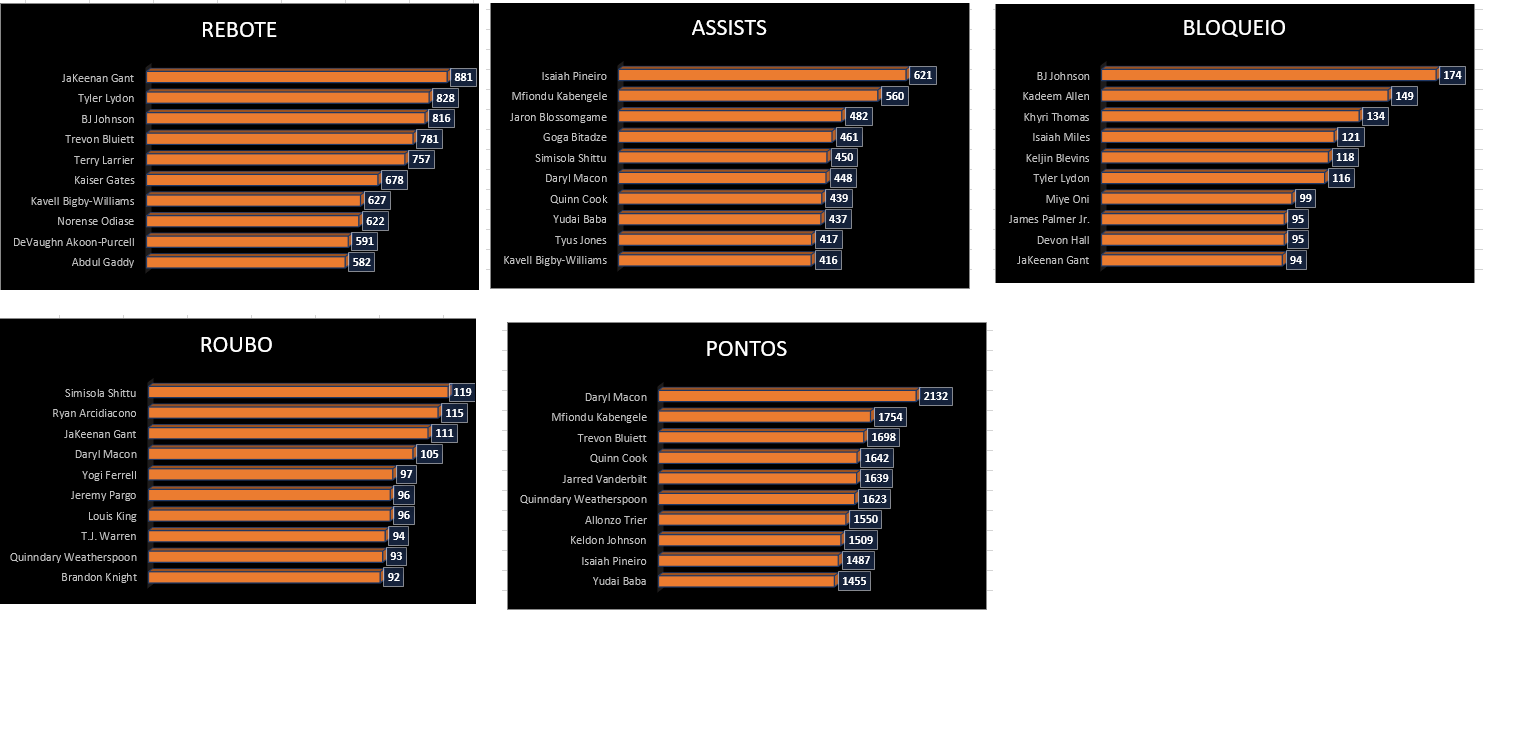 REBOTE
JaKeenan Gant 881
Tyler Lydon 828
BJ Johnson 816
Trevon Bluiett 781
Terry Larrier 757
Kaiser Gates 678
Kavell Bigby-Williams 627
Norense Odiase 622
DeVaughn Akoon-Purcell 591
Abdul Gaddy 582
ASSISTS
Isaiah Pineiro 621
Mfiondu Kabengele 560
Jaron Blossomgame 482
Goga Bitadze 461
Simisola Shittu 450
Daryl Macon 448
Quinn Cook 439
Yudai Baba 437
Tyus Jones 417
Kavell Bigby-Williams 416
BLOQUEIO
BJ Johnson 174
Kadeem Allen 149
Khyri Thomas 134
Isaiah Miles 121
Keljin Blevins 118
Tyler Lydon 116
Miye Oni 99
James Palmer Jr. 95
Devon Hall 95
JaKeenan Gant 94
ROUBO
Simisola Shittu 119
Ryan Arcidiacono 115
JaKeenan Gant 111
Daryl Macon 105
Yogi Ferrell 97
Jeremy Pargo 96
Louis King 96
T.J. Warren 94
Quinndary Weatherspoon 93
Brandon Knight 92
PONTOS
Daryl Macon 2132
Mfiondu Kabengele 1754
Trevon Bluiett 1698
Quinn Cook 1642
Jarred Vanderbilt 1639
Quinndary Weatherspoon 1623
Allonzo Trier 1550
Keldon Johnson 1509
Isaiah Pineiro 1487
Yudai Baba 1455